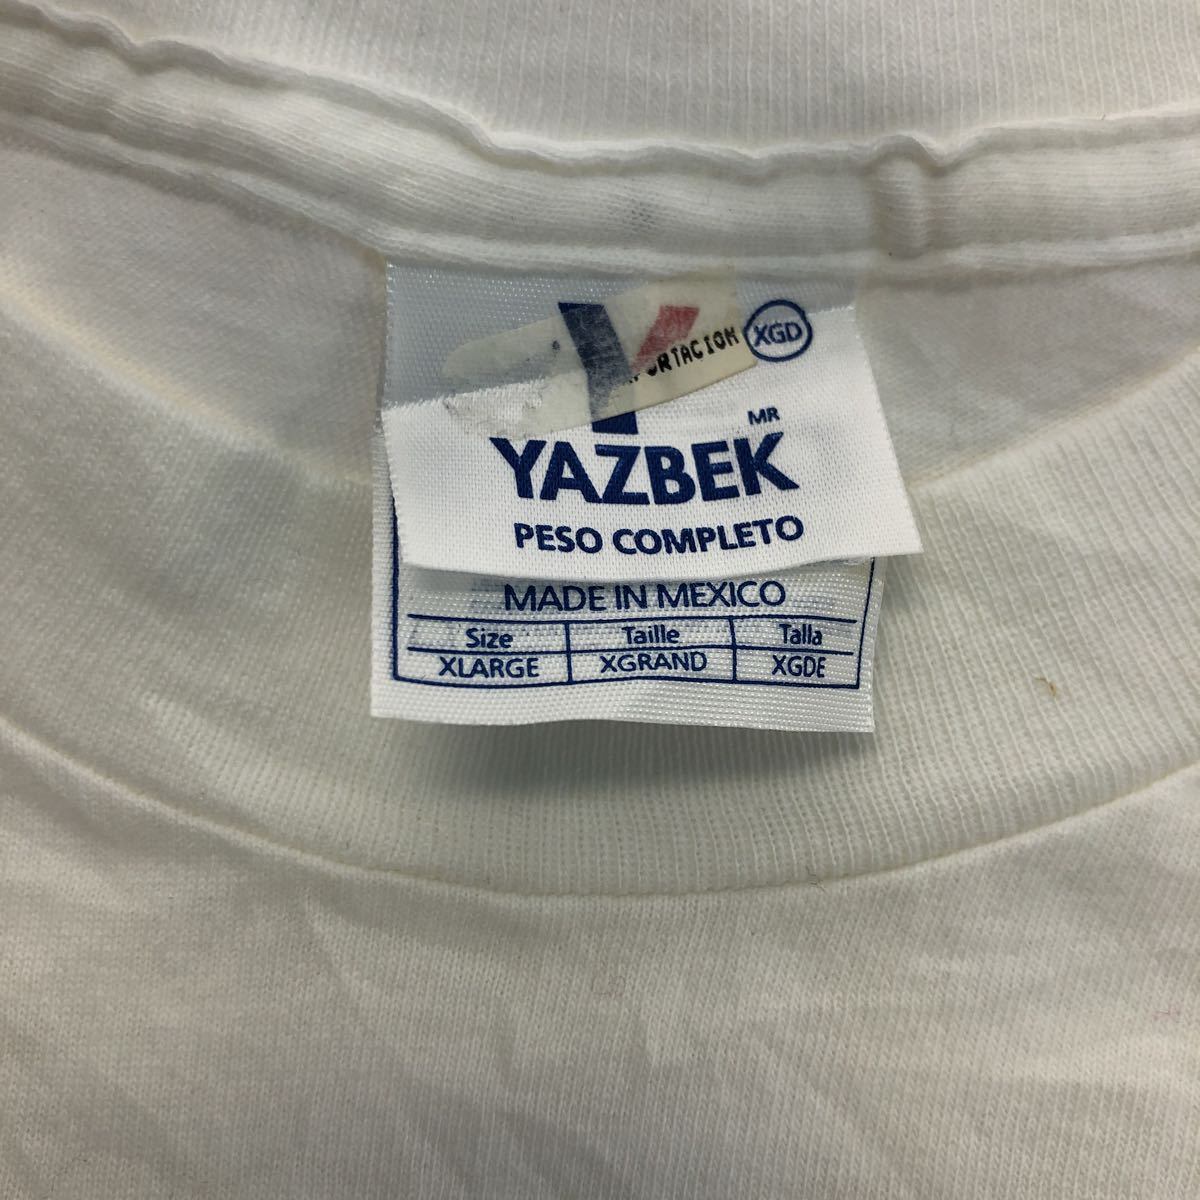 XGD
MR
YAZBEK
PESO COMPLETO
MADE IN MEXICO
Size Taille Talla
XLARGE XGRAND XGDE